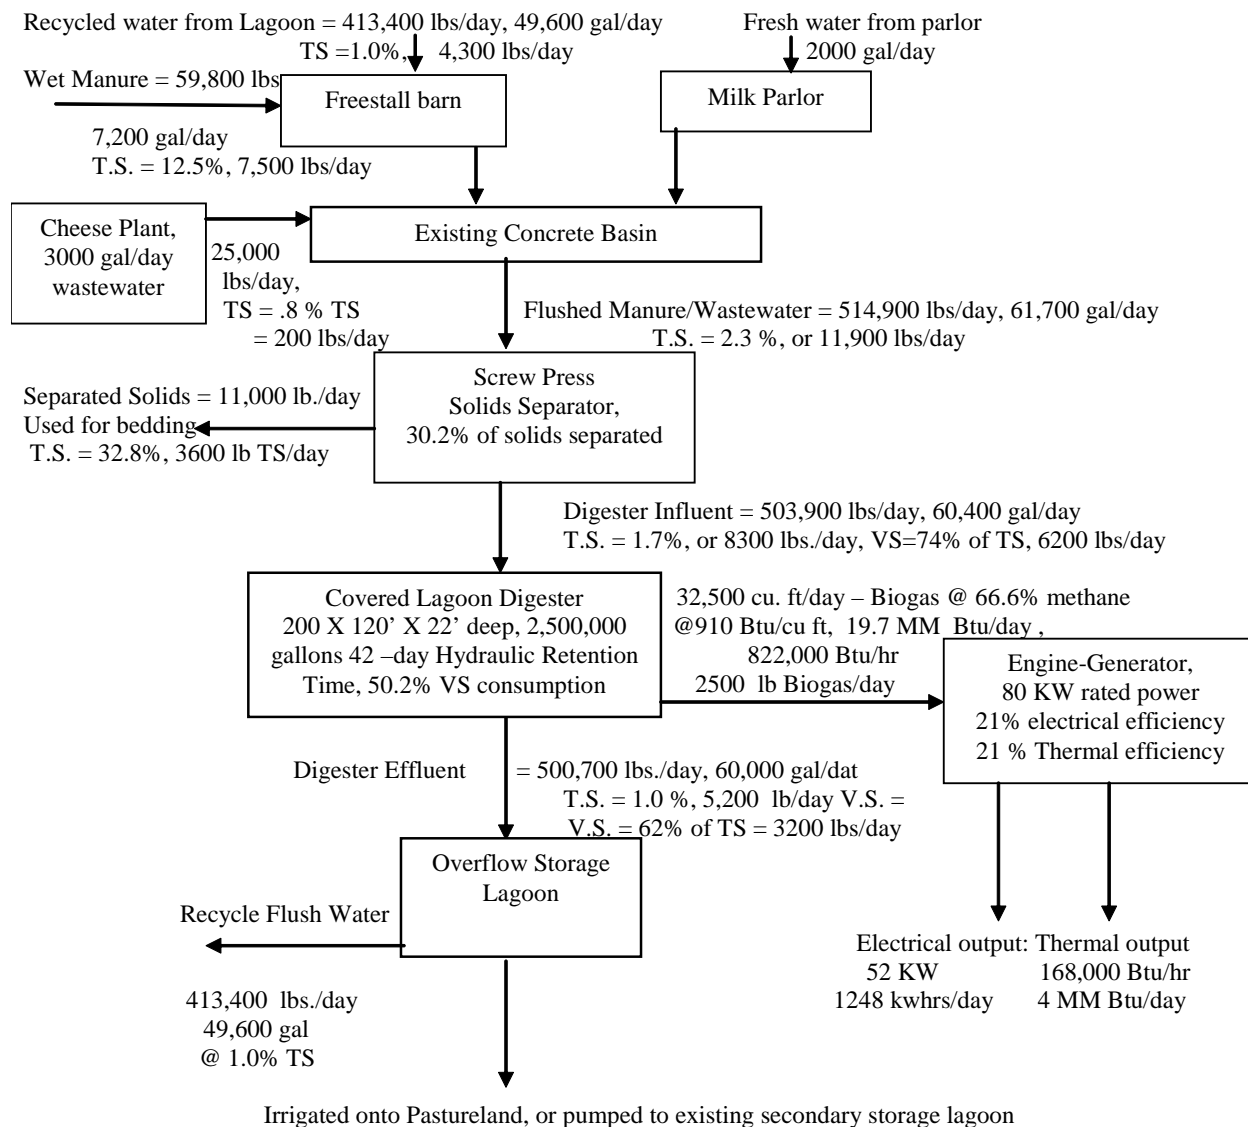 Recycled water from Lagoon = 413,400 lbs/day, 49,600 gal/day
TS =1.0%, 4,300 lbs/day
Fresh water from parlor
2000 gal/day
Wet Manure = 59,800 lbs
Freestall barn
Milk Parlor
7,200 gal/day
T.S. = 12.5%, 7,500 lbs/day
Cheese Plant,
3000 gal/day
wastewater
Existing Concrete Basin
25,000
lbs/day,
TS = .8 % TS
= 200 lbs/day
Flushed Manure/Wastewater = 514,900 lbs/day, 61,700 gal/day
T.S. = 2.3 %, or 11,900 lbs/day
Screw Press
Solids Separator,
30.2% of solids separated
Separated Solids = 11,000 lb./day
Used for bedding
T.S. = 32.8%, 3600 lb TS/day
Digester Influent = 503,900 lbs/day, 60,400 gal/day
T.S. = 1.7%, or 8300 lbs./day, VS=74% of TS, 6200 lbs/day
Covered Lagoon Digester
200 X 120’ X 22’ deep, 2,500,000
gallons 42 –day Hydraulic Retention
Time, 50.2% VS consumption
32,500 cu. ft/day – Biogas @ 66.6% methane
@910 Btu/cu ft, 19.7 MM Btu/day ,
822,000 Btu/hr
2500 lb Biogas/day
Engine-Generator,
80 KW rated power
21% electrical efficiency
21 % Thermal efficiency
Digester Effluent = 500,700 lbs./day, 60,000 gal/dat
T.S. = 1.0 %, 5,200 lb/day V.S. =
V.S. = 62% of TS = 3200 lbs/day
Overflow Storage
Lagoon
Recycle Flush Water
413,400 lbs./day
49,600 gal
@ 1.0% TS
Electrical output: Thermal output
52 KW 168,000 Btu/hr
1248 kwhrs/day 4 MM Btu/day
Irrigated onto Pastureland, or pumped to existing secondary storage lagoon